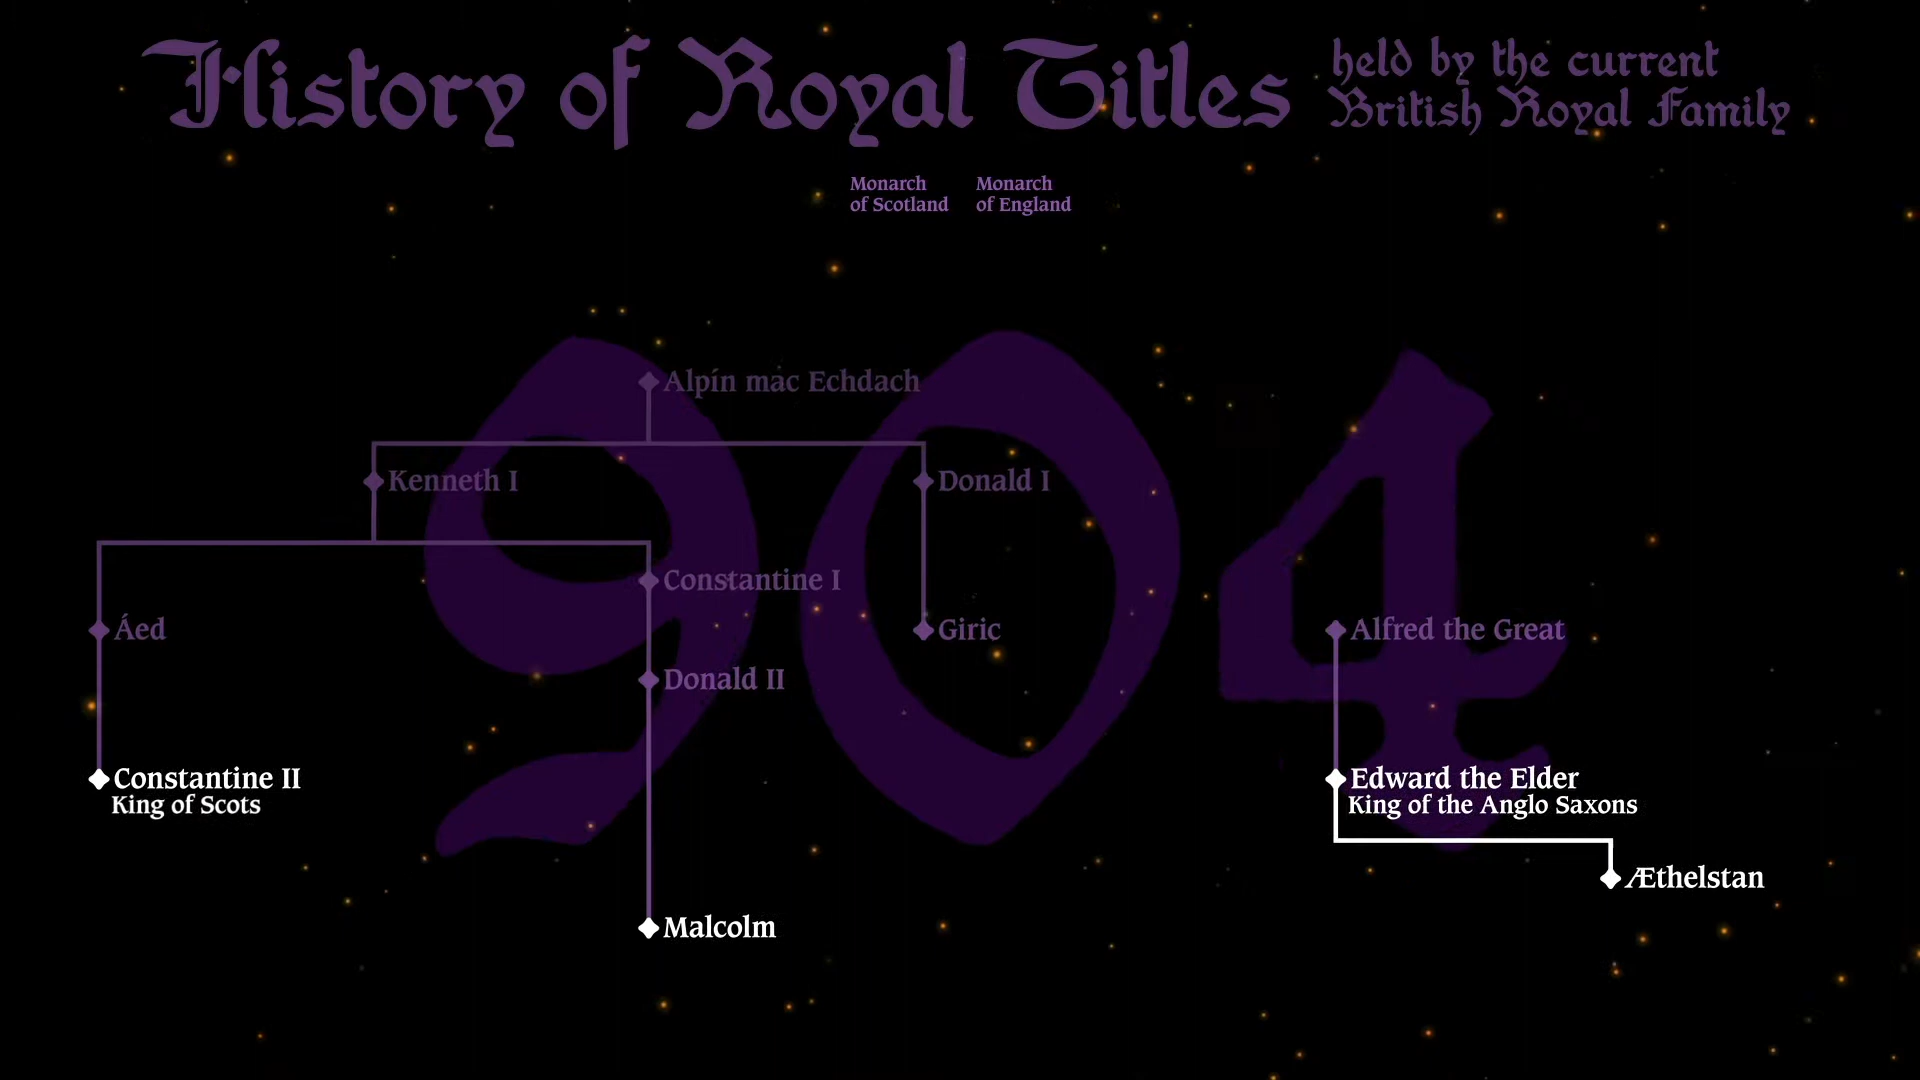 History of Royal Titles
held by the current
British Royal Family
Monarch
of Scotland
Monarch
of England
904
Alpín mac Echdach
Kenneth I
Donald I
Constantine I
Áed
Giric
Alfred the Great
Donald II
Constantine II
King of Scots
Edward the Elder
King of the Anglo Saxons
Æthelstan
Malcolm